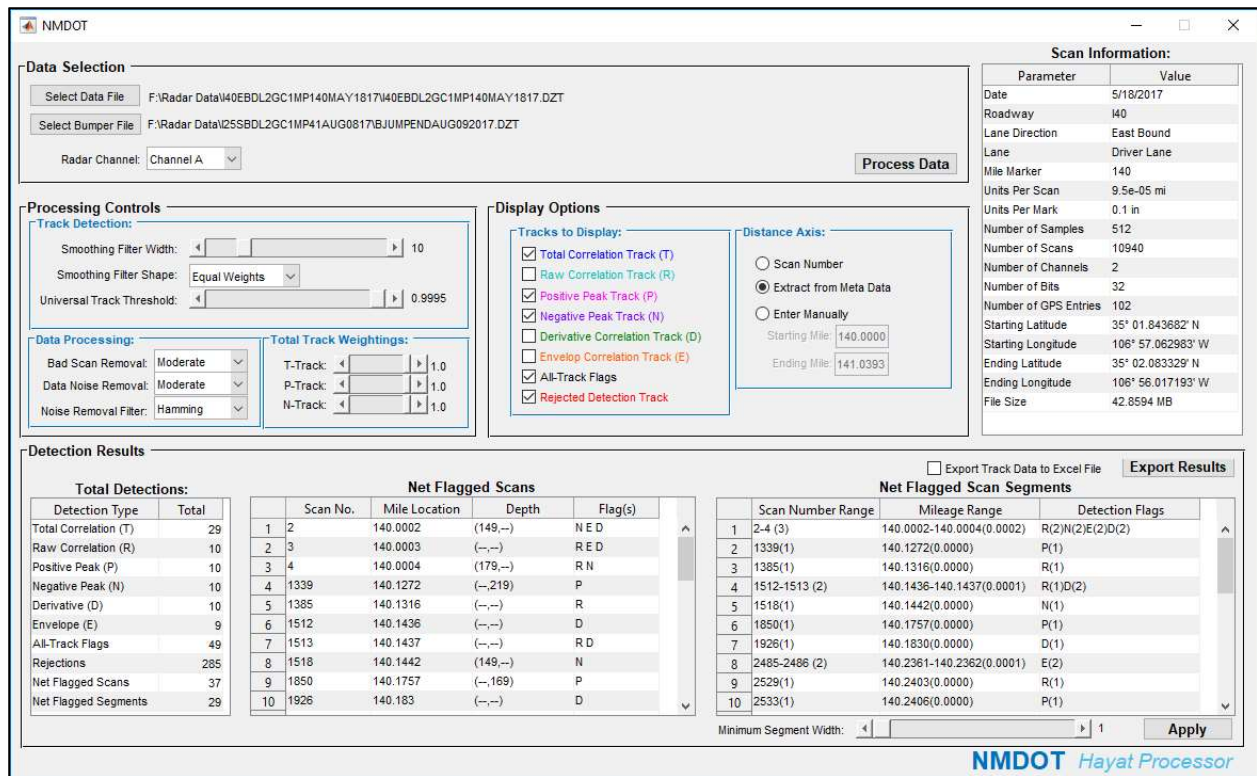 NMDOT
Data Selection
Select Data File F:\Radar Data\I40EBDL2GC1MP140MAY1817\I40EBDL2GC1MP140MAY1817.DZT
Select Bumper File F:\Radar Data\I25SBDL2GC1MP41AUG0817\BJUMPENDAUG092017.DZT
Radar Channel: Channel A
Process Data
Scan Information:
Parameter Value
Date 5/18/2017
Roadway I40
Lane Direction East Bound
Lane Driver Lane
Mile Marker 140
Units Per Scan 9.5e-05 mi
Units Per Mark 0.1 in
Number of Samples 512
Number of Scans 10940
Number of Channels 2
Number of Bits 32
Number of GPS Entries 102
Starting Latitude 35° 01.843682' N
Starting Longitude 106° 57.062983' W
Ending Latitude 35° 02.083329' N
Ending Longitude 106° 56.017193' W
File Size 42.8594 MB
Processing Controls
Track Detection:
Smoothing Filter Width: 10
Smoothing Filter Shape: Equal Weights
Universal Track Threshold: 0.9995
Data Processing:
Bad Scan Removal: Moderate
Data Noise Removal: Moderate
Noise Removal Filter: Hamming
Total Track Weightings:
T-Track: 1.0
P-Track: 1.0
N-Track: 1.0
Display Options
Tracks to Display:
Total Correlation Track (T)
Raw Correlation Track (R)
Positive Peak Track (P)
Negative Peak Track (N)
Derivative Correlation Track (D)
Envelop Correlation Track (E)
All-Track Flags
Rejected Detection Track
Distance Axis:
Scan Number
Extract from Meta Data
Enter Manually
Starting Mile: 140.0000
Ending Mile: 141.0393
Detection Results
Export Track Data to Excel File Export Results
Total Detections:
Detection Type Total
Total Correlation (T) 29
Raw Correlation (R) 10
Positive Peak (P) 10
Negative Peak (N) 10
Derivative (D) 10
Envelope (E) 9
All-Track Flags 49
Rejections 285
Net Flagged Scans 37
Net Flagged Segments 29
Net Flagged Scans
Scan No. Mile Location Depth Flag(s)
1 2 140.0002 (149,--) N E D
2 3 140.0003 (--,--) R E D
3 4 140.0004 (179,--) R N
4 1339 140.1272 (--,219) P
5 1385 140.1316 (--,--) R
6 1512 140.1436 (--,--) D
7 1513 140.1437 (--,--) R D
8 1518 140.1442 (149,--) N
9 1850 140.1757 (--,169) P
10 1926 140.183 (--,--) D
Net Flagged Scan Segments
Scan Number Range Mileage Range Detection Flags
1 2-4 (3) 140.0002-140.0004(0.0002) R(2)N(2)E(2)D(2)
2 1339(1) 140.1272(0.0000) P(1)
3 1385(1) 140.1316(0.0000) R(1)
4 1512-1513 (2) 140.1436-140.1437(0.0001) R(1)D(2)
5 1518(1) 140.1442(0.0000) N(1)
6 1850(1) 140.1757(0.0000) P(1)
7 1926(1) 140.1830(0.0000) D(1)
8 2485-2486 (2) 140.2361-140.2362(0.0001) E(2)
9 2529(1) 140.2403(0.0000) R(1)
10 2533(1) 140.2406(0.0000) P(1)
Minimum Segment Width: 1 Apply
NMDOT Hayat Processor